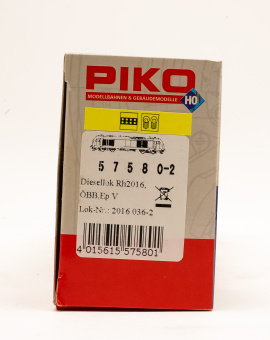 PIKO
MODELLBAHNEN & GEBÄUDEMODELLE
HO
5 7 5 8 0-2
Diesellok Rh2016,
ÖBB,Ep V
Lok-Nr.: 2016 036-2
4 015615 575801